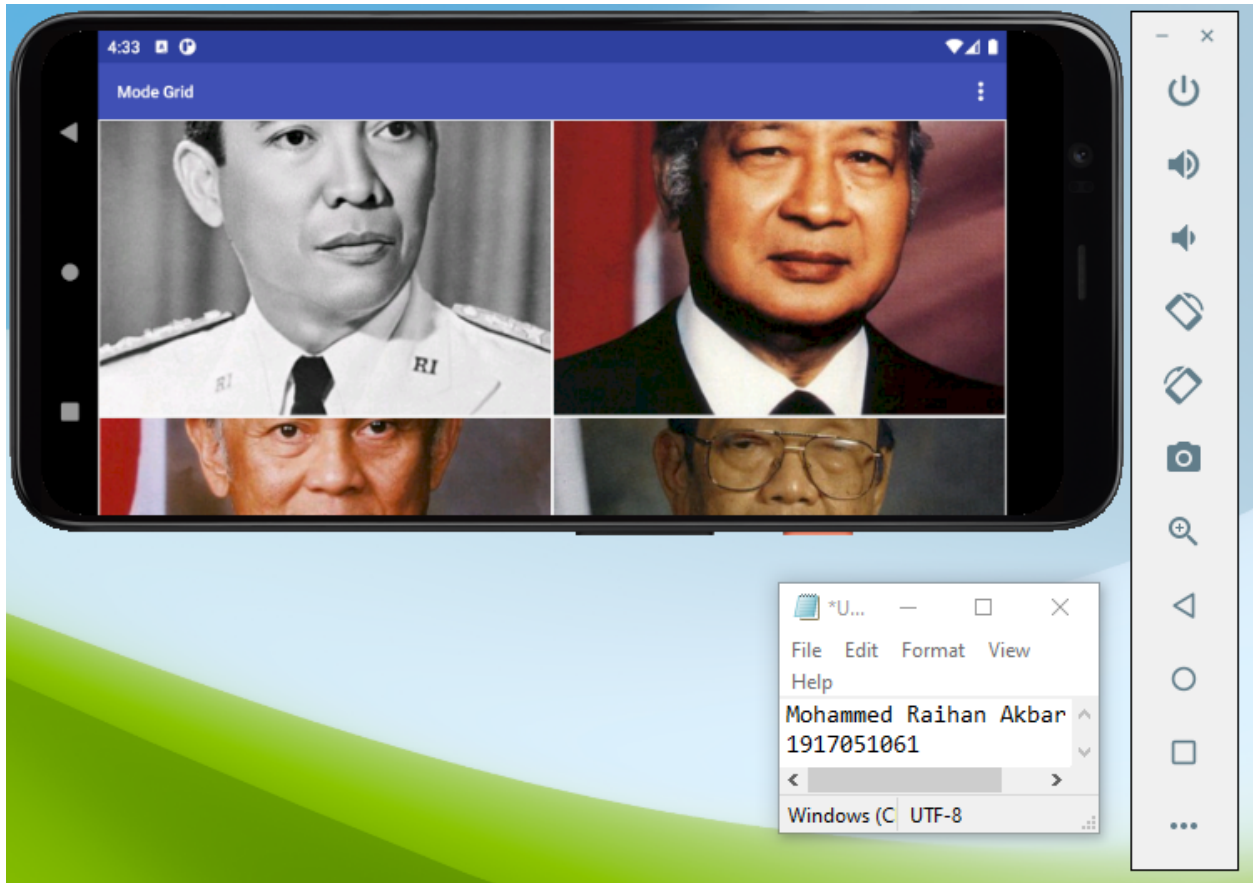 4:33
Mode Grid
RI
RI
*U...
File Edit Format View
Help
Mohammed Raihan Akbar
1917051061
Windows (C UTF-8